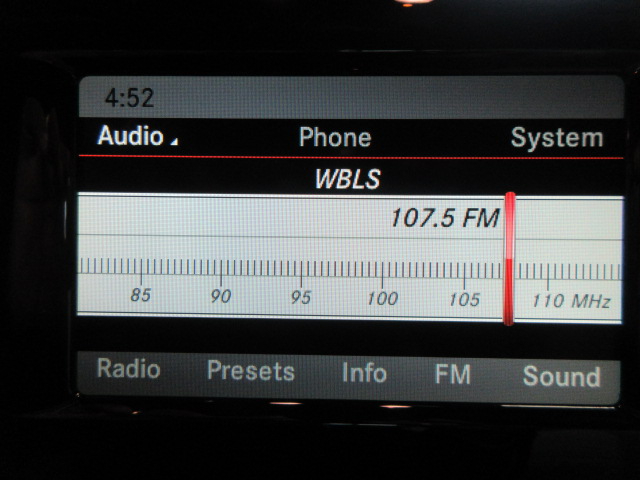 4:52
Audio Phone System
WBLS
107.5 FM
85 90 95 100 105 110 MHz
Radio Presets Info FM Sound